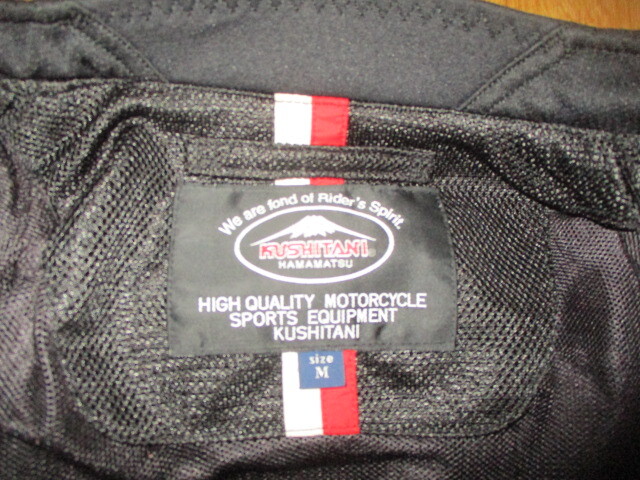 We are fond of Rider's Spirit.
KUSHITANI®
HAMAMATSU
HIGH QUALITY MOTORCYCLE
SPORTS EQUIPMENT
KUSHITANI
size
M